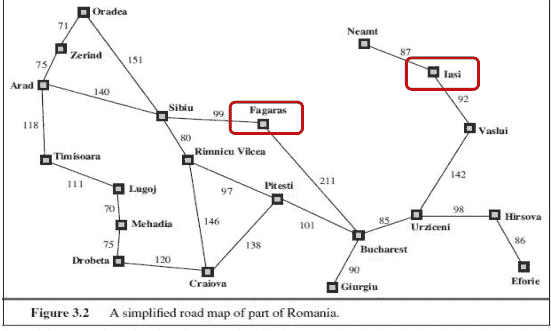 Oradea
71
Neamt
87
Zerind
151
75
Iasi
Arad
140
92
Sibiu
99
Fagaras
118
Vaslui
80
Timisoara
Rimnicu Vilcea
111
142
211
Lugoj
97
Pitesti
70
98
146
85
Hirsova
Mehadia
101
Urziceni
138
86
75
Bucharest
120
Drobeta
90
Craiova
Eforie
Giurgiu
Figure 3.2 A simplified road map of part of Romania.